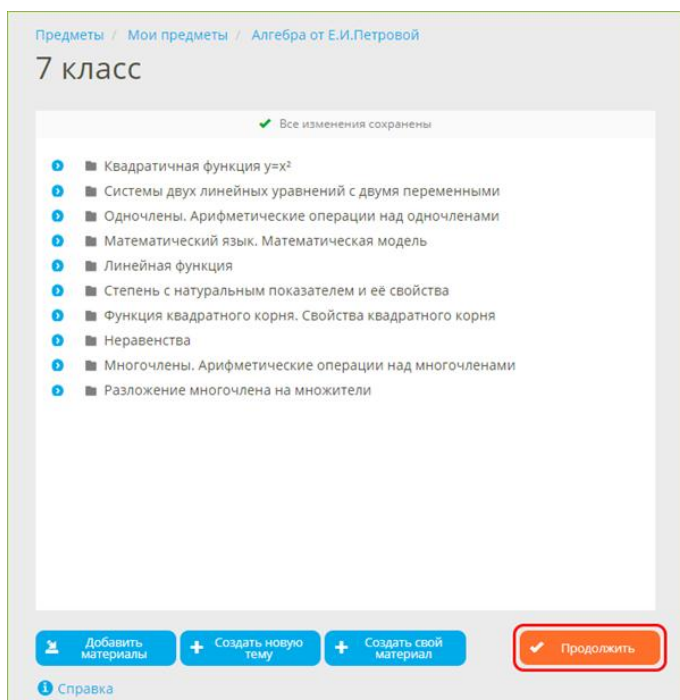 Предметы / Мои предметы / Алгебра от Е.И.Петровой
7 класс
Все изменения сохранены
Квадратичная функция y=x²
Системы двух линейных уравнений с двумя переменными
Одночлены. Арифметические операции над одночленами
Математический язык. Математическая модель
Линейная функция
Степень с натуральным показателем и её свойства
Функция квадратного корня. Свойства квадратного корня
Неравенства
Многочлены. Арифметические операции над многочленами
Разложение многочлена на множители
Добавить
материалы
Создать новую
тему
Создать свой
материал
Продолжить
Справка